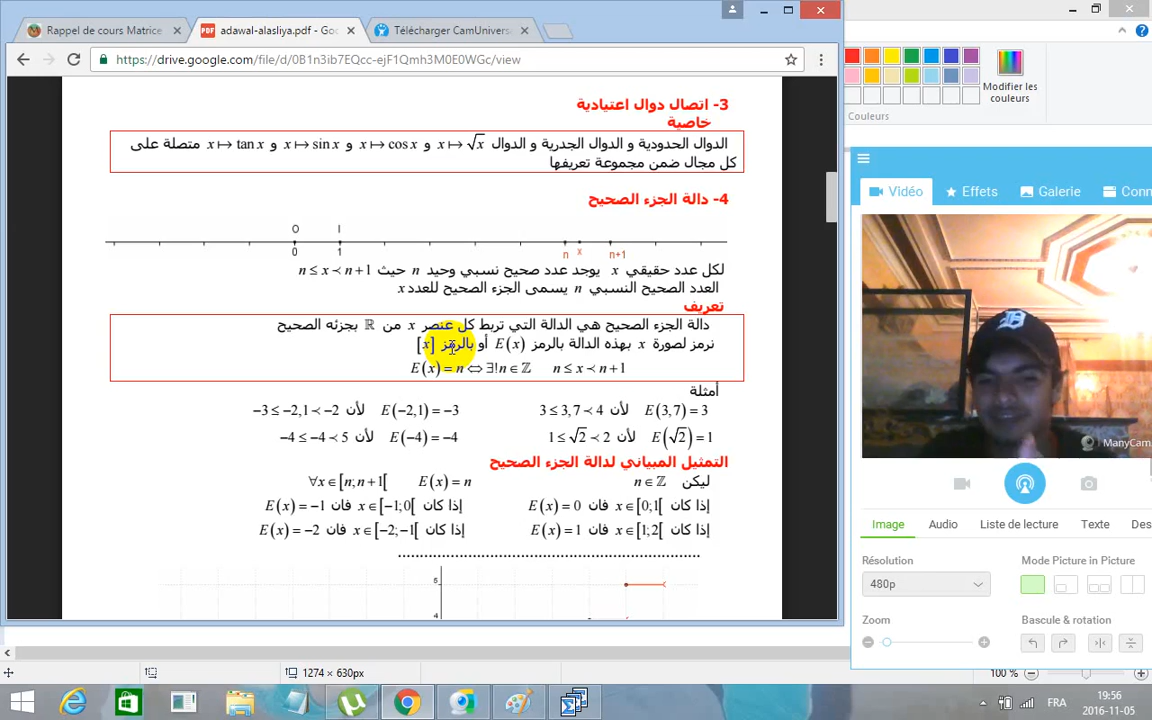 Rappel de cours Matrice
adawal-alasliya.pdf - Goo
Télécharger CamUnivers
https://drive.google.com/file/d/0B1n3ib7EQcc-ejF1Qmh3M0E0WGc/view
3- اتصال دوال اعتيادية
خاصية
الدوال الحدودية و الدوال الجدرية و الدوال x ↦ √x و x ↦ cos x و x ↦ sin x و x ↦ tan x متصلة على
كل مجال ضمن مجموعة تعريفها
4- دالة الجزء الصحيح
O I
0 1 n x n+1
لكل عدد حقيقي x يوجد عدد صحيح نسبي وحيد n حيث n ≤ x ≺ n+1
العدد الصحيح النسبي n يسمى الجزء الصحيح للعدد x
تعريف
دالة الجزء الصحيح هي الدالة التي تربط كل عنصر x من ℝ بجزئه الصحيح
نرمز لصورة x بهذه الدالة بالرمز E(x) أو بالرمز [x]
E(x) = n ⇔ ∃!n ∈ ℤ n ≤ x ≺ n+1
أمثلة
E(3,7) = 3 لأن 3 ≤ 3,7 ≺ 4 E(−2,1) = −3 لأن −3 ≤ −2,1 ≺ −2
E(√2) = 1 لأن 1 ≤ √2 ≺ 2 E(−4) = −4 لأن −4 ≤ −4 ≺ 5
التمثيل المبياني لدالة الجزء الصحيح
ليكن n ∈ ℤ ∀x ∈ [n; n+1[ E(x) = n
إذا كان x ∈ [0;1[ فان E(x) = 0 إذا كان x ∈ [−1;0[ فان E(x) = −1
إذا كان x ∈ [1;2[ فان E(x) = 1 إذا كان x ∈ [−2;−1[ فان E(x) = −2
5
4
Modifier les
couleurs
Couleurs
Vidéo
Effets
Galerie
Conn
ManyCam
Image
Audio
Liste de lecture
Texte
Des
Résolution
Mode Picture in Picture
480p
Zoom
Bascule & rotation
1274 × 630px
100 %
FRA
19:56
2016-11-05